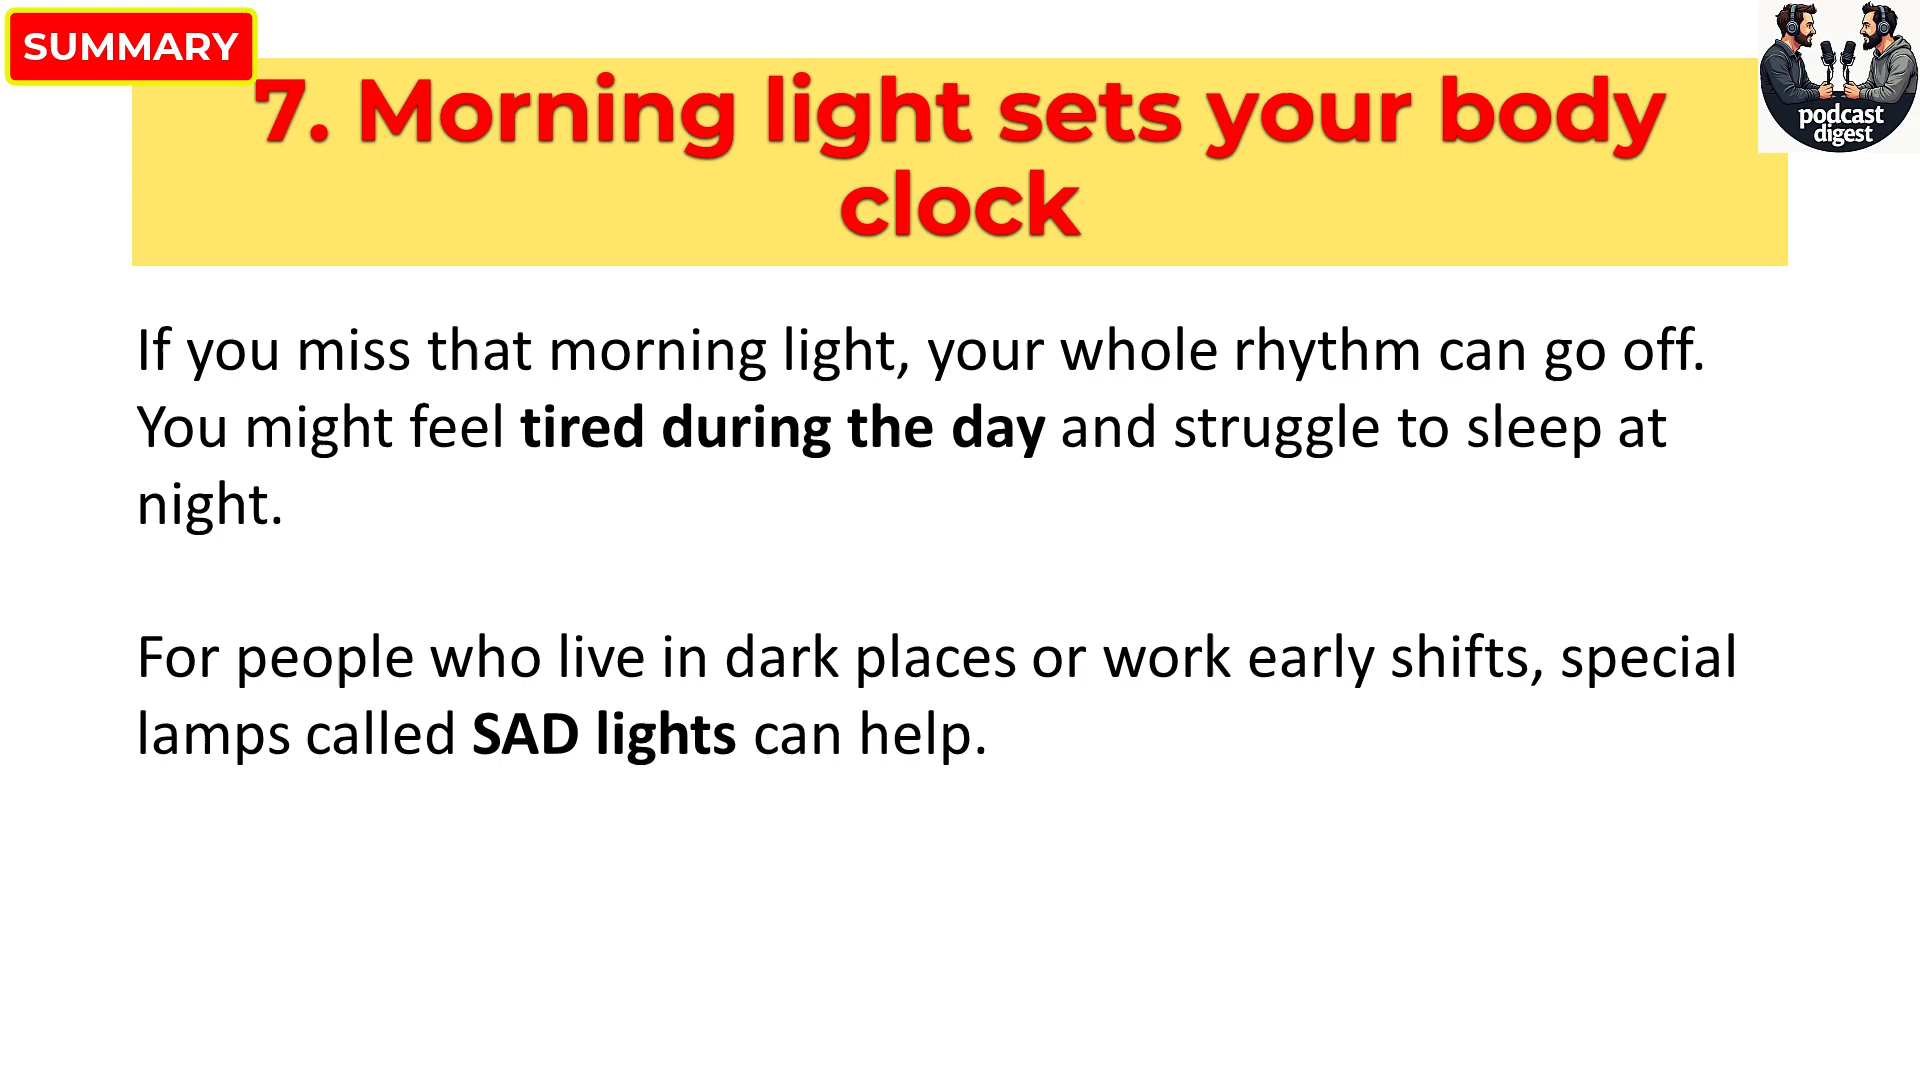 SUMMARY
7. Morning light sets your body
clock
podcast
digest
If you miss that morning light, your whole rhythm can go off.
You might feel tired during the day and struggle to sleep at
night.
For people who live in dark places or work early shifts, special
lamps called SAD lights can help.